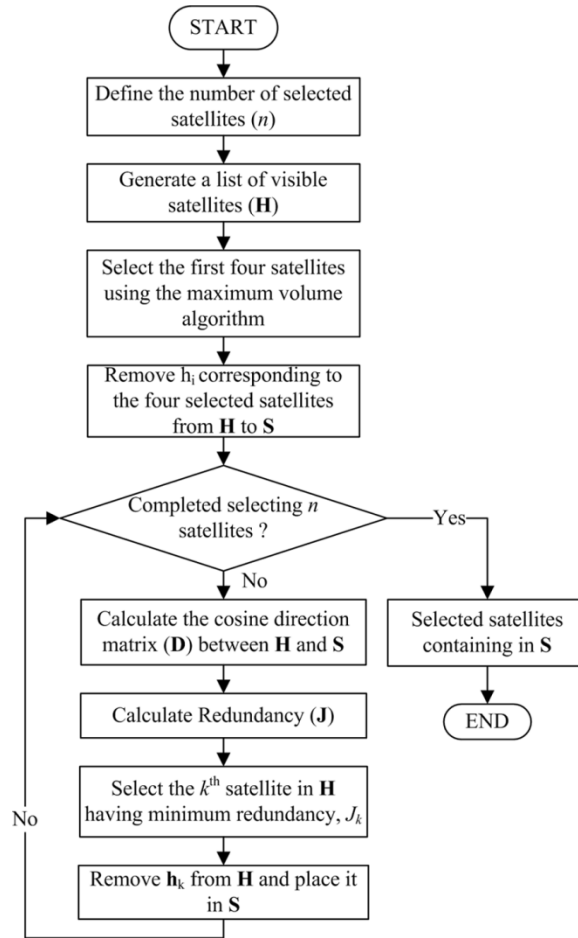 START
Define the number of selected
satellites (n)
Generate a list of visible
satellites (H)
Select the first four satellites
using the maximum volume
algorithm
Remove hi corresponding to
the four selected satellites
from H to S
Completed selecting n
satellites ?
Yes
No
Calculate the cosine direction
matrix (D) between H and S
Selected satellites
containing in S
Calculate Redundancy (J)
END
Select the kth satellite in H
having minimum redundancy, Jk
No
Remove hk from H and place it
in S